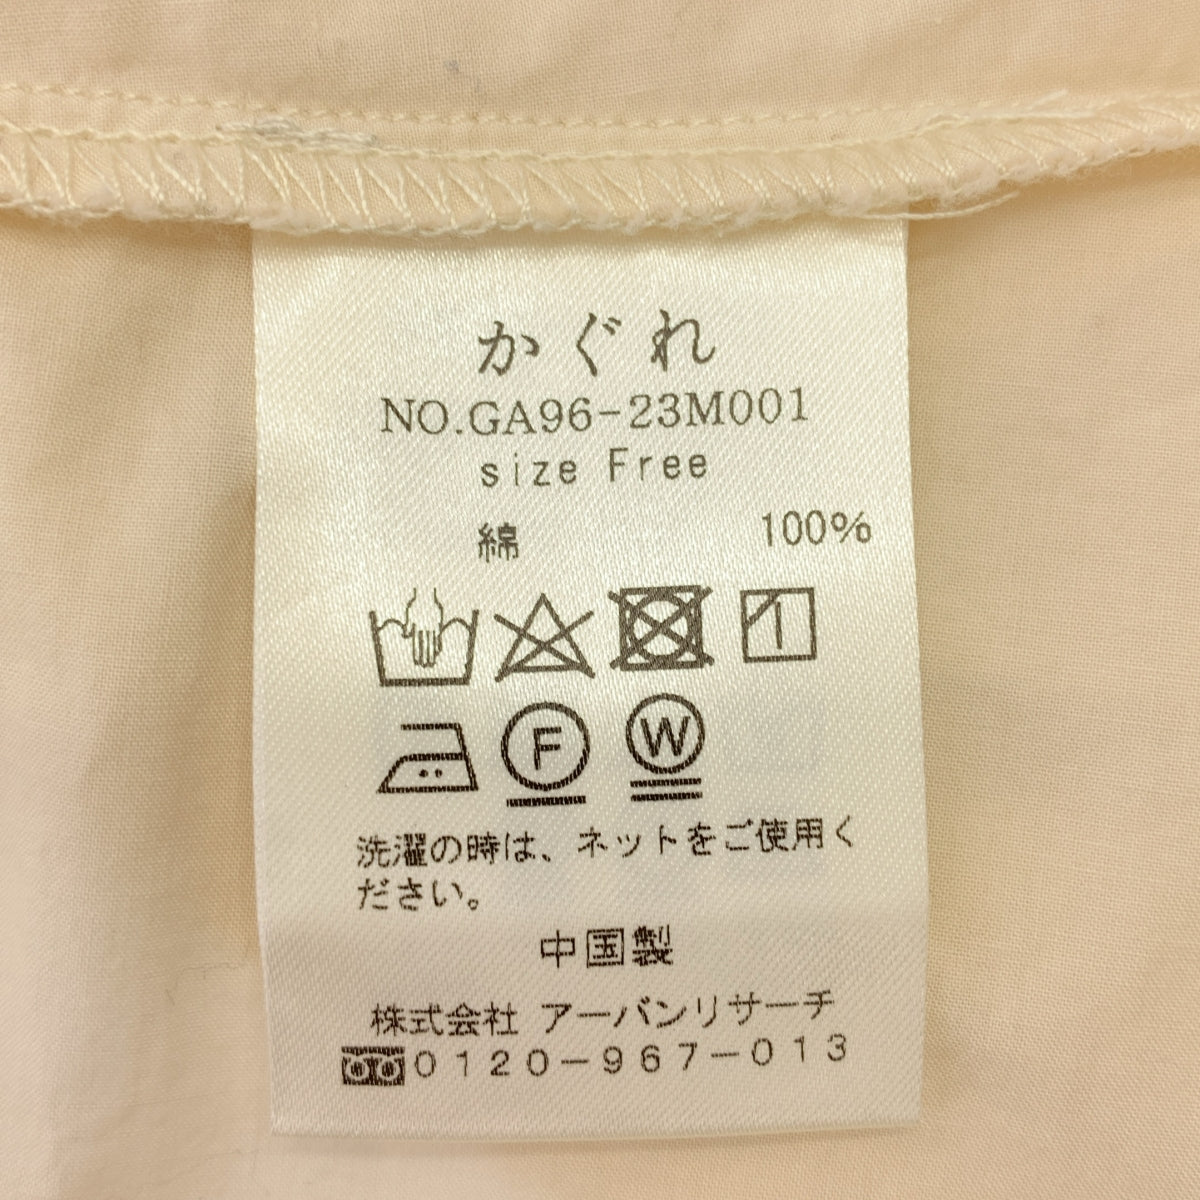 かぐれ
NO.GA96-23M001
size Free
綿 100%
F W
洗濯の時は、ネットをご使用く
ださい。
中国製
株式会社 アーバンリサーチ
0120-967-013